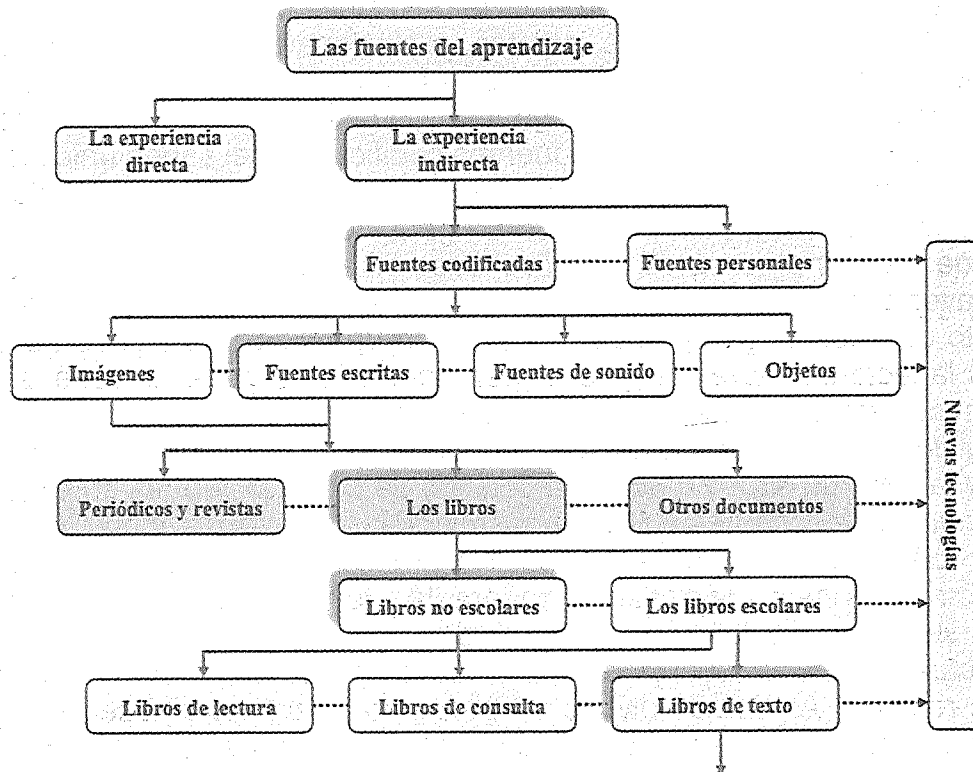 Las fuentes del aprendizaje
La experiencia
directa
La experiencia
indirecta
Fuentes codificadas
Fuentes personales
Imágenes
Fuentes escritas
Fuentes de sonido
Objetos
Periódicos y revistas
Los libros
Otros documentos
Libros no escolares
Los libros escolares
Libros de lectura
Libros de consulta
Libros de texto
Nuevas tecnologías